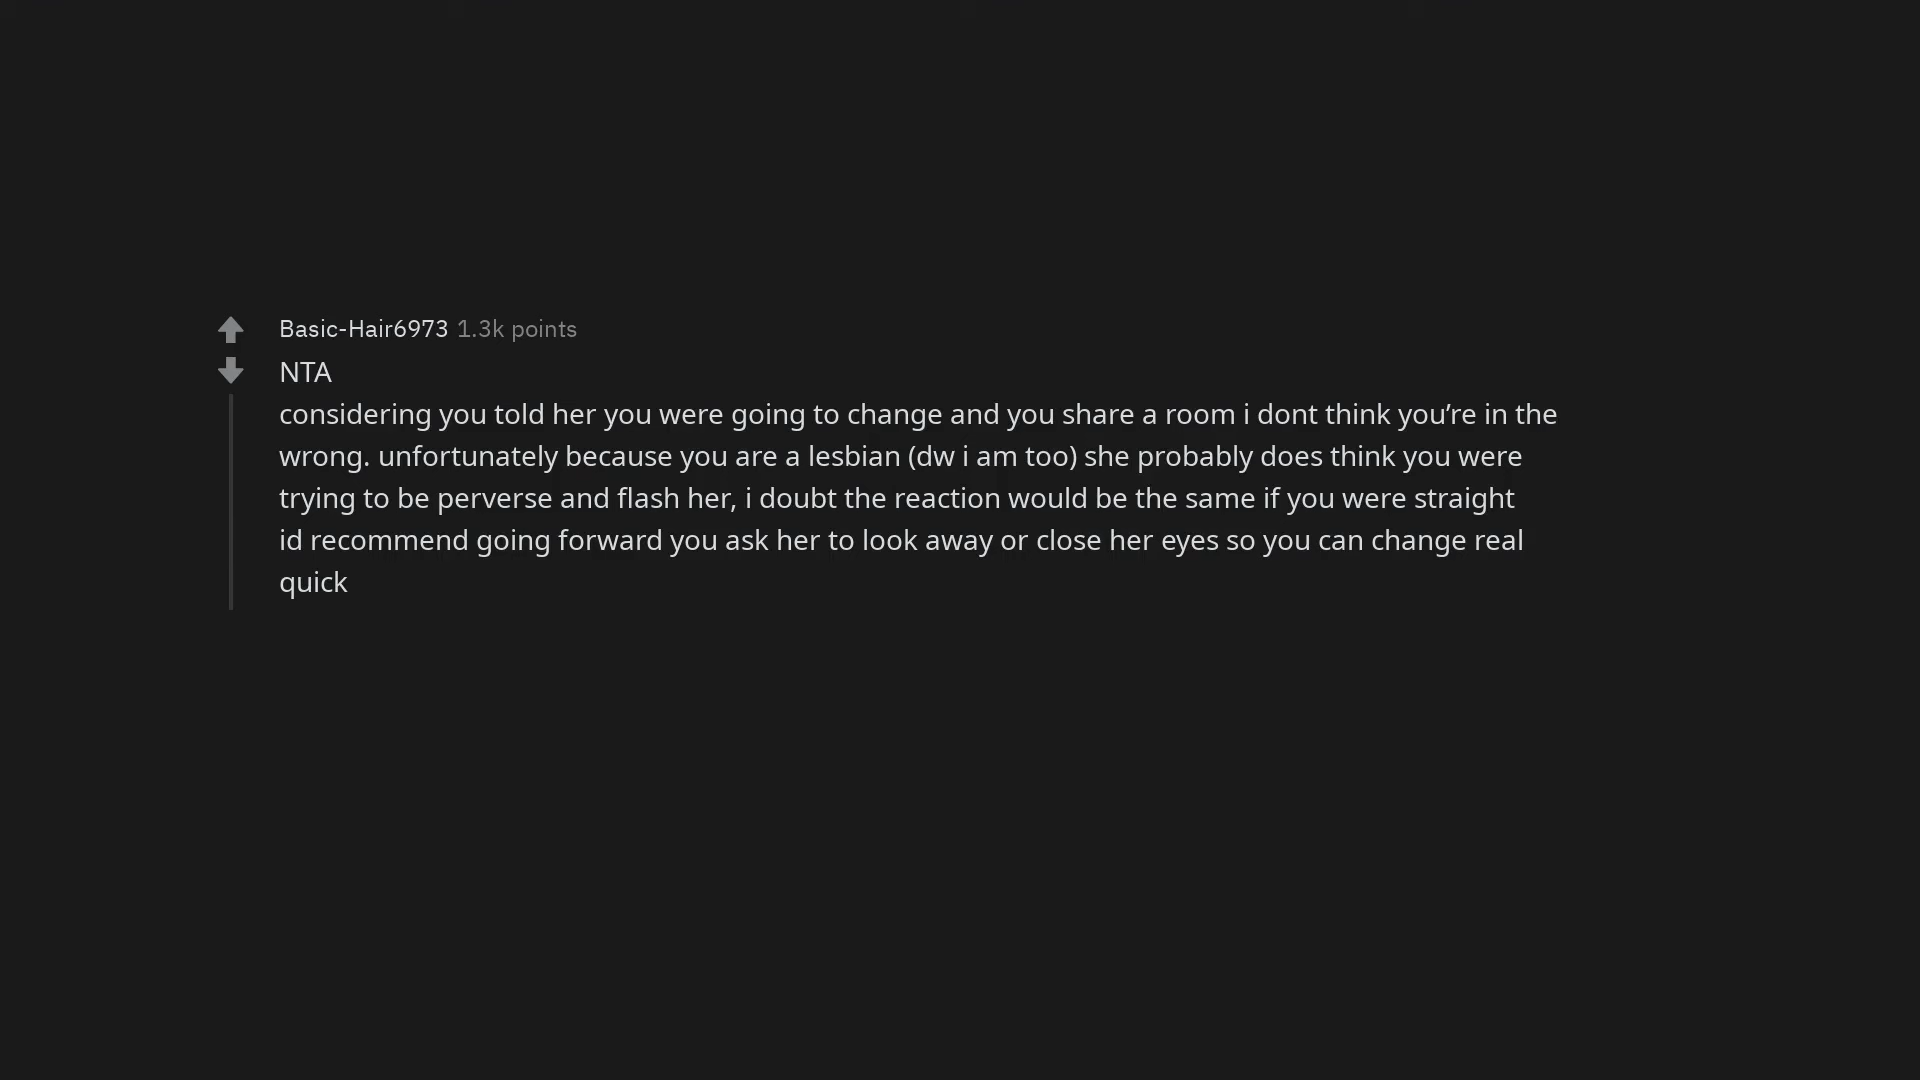 Basic-Hair6973 1.3k points
NTA
considering you told her you were going to change and you share a room i dont think you’re in the
wrong. unfortunately because you are a lesbian (dw i am too) she probably does think you were
trying to be perverse and flash her, i doubt the reaction would be the same if you were straight
id recommend going forward you ask her to look away or close her eyes so you can change real
quick